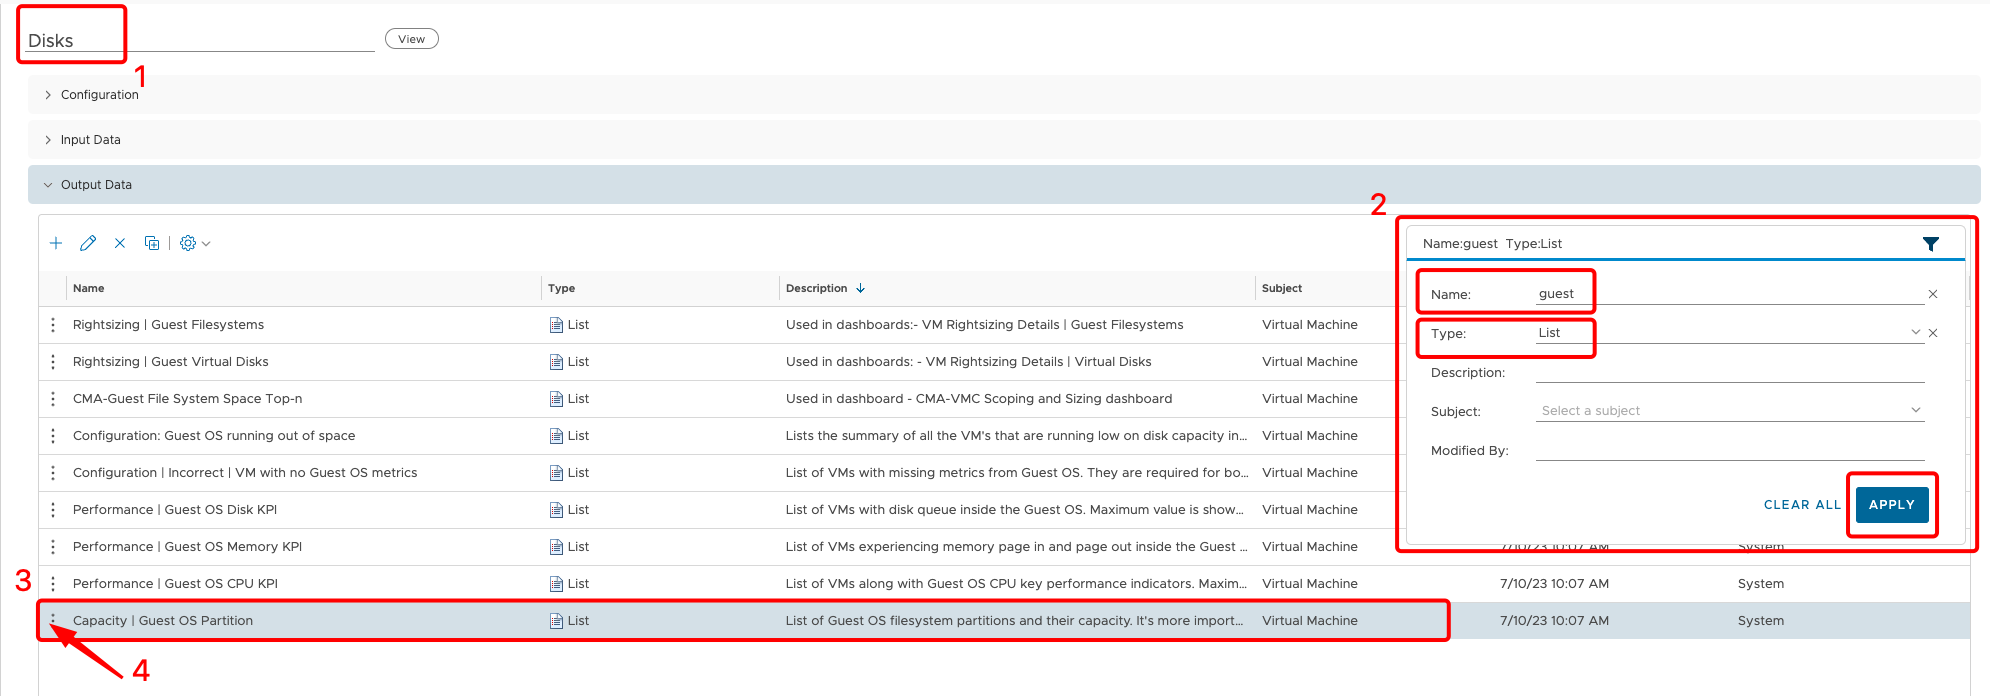 Disks
View
1
Configuration
Input Data
Output Data
2
Name:guest Type:List
Name: guest
Type: List
Description:
Subject: Select a subject
Modified By:
CLEAR ALL APPLY
Name Type Description Subject
Rightsizing | Guest Filesystems List Used in dashboards:- VM Rightsizing Details | Guest Filesystems Virtual Machine
Rightsizing | Guest Virtual Disks List Used in dashboards: - VM Rightsizing Details | Virtual Disks Virtual Machine
CMA-Guest File System Space Top-n List Used in dashboard - CMA-VMC Scoping and Sizing dashboard Virtual Machine
Configuration: Guest OS running out of space List Lists the summary of all the VM's that are running low on disk capacity in... Virtual Machine
Configuration | Incorrect | VM with no Guest OS metrics List List of VMs with missing metrics from Guest OS. They are required for bo... Virtual Machine
Performance | Guest OS Disk KPI List List of VMs with disk queue inside the Guest OS. Maximum value is show... Virtual Machine
Performance | Guest OS Memory KPI List List of VMs experiencing memory page in and page out inside the Guest ... Virtual Machine 7/10/23 10:07 AM System
3
Performance | Guest OS CPU KPI List List of VMs along with Guest OS CPU key performance indicators. Maxim... Virtual Machine 7/10/23 10:07 AM System
Capacity | Guest OS Partition List List of Guest OS filesystem partitions and their capacity. It's more import... Virtual Machine 7/10/23 10:07 AM System
4